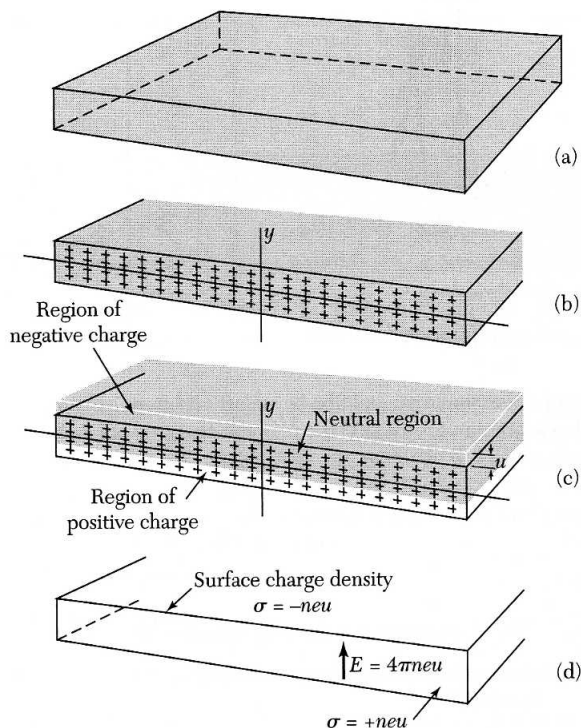 (a)
y
(b)
Region of
negative charge
y
Neutral region
u
(c)
Region of
positive charge
Surface charge density
σ = –neu
E = 4πneu
(d)
σ = +neu